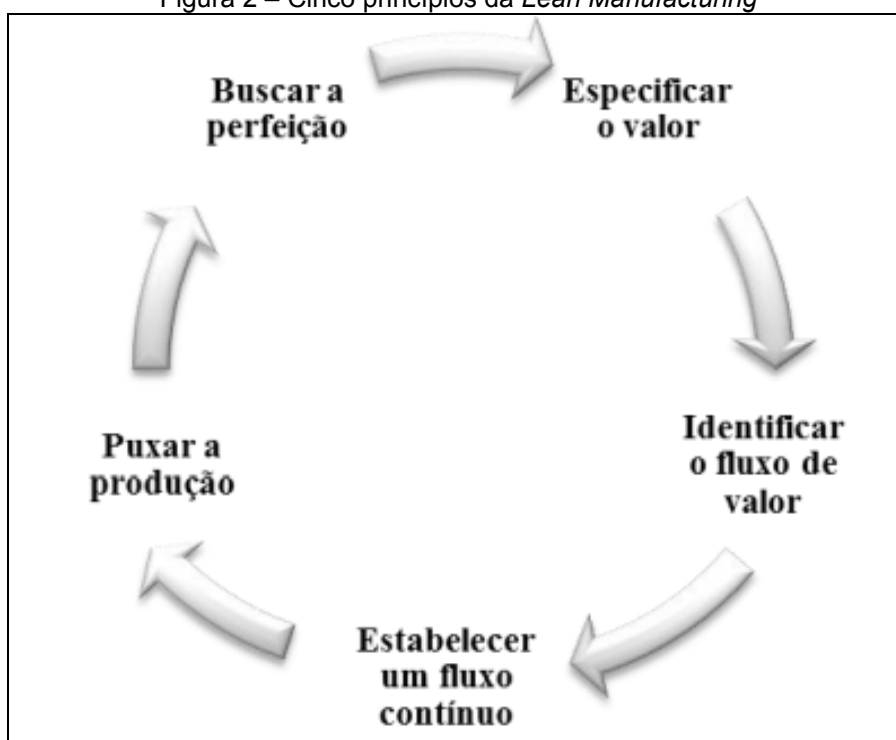 Figura 2 – Cinco princípios da Lean Manufacturing
Buscar a
perfeição
Especificar
o valor
Identificar
o fluxo de
valor
Estabelecer
um fluxo
contínuo
Puxar a
produção